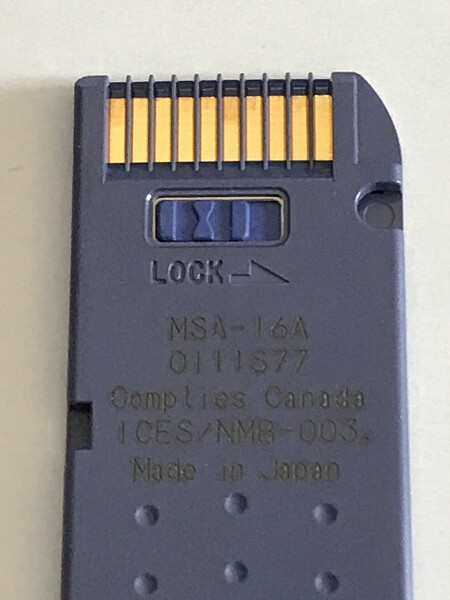 LOCK
MSA-16A
0111S77
Complies Canada
ICES/NMB-003.
Made in Japan